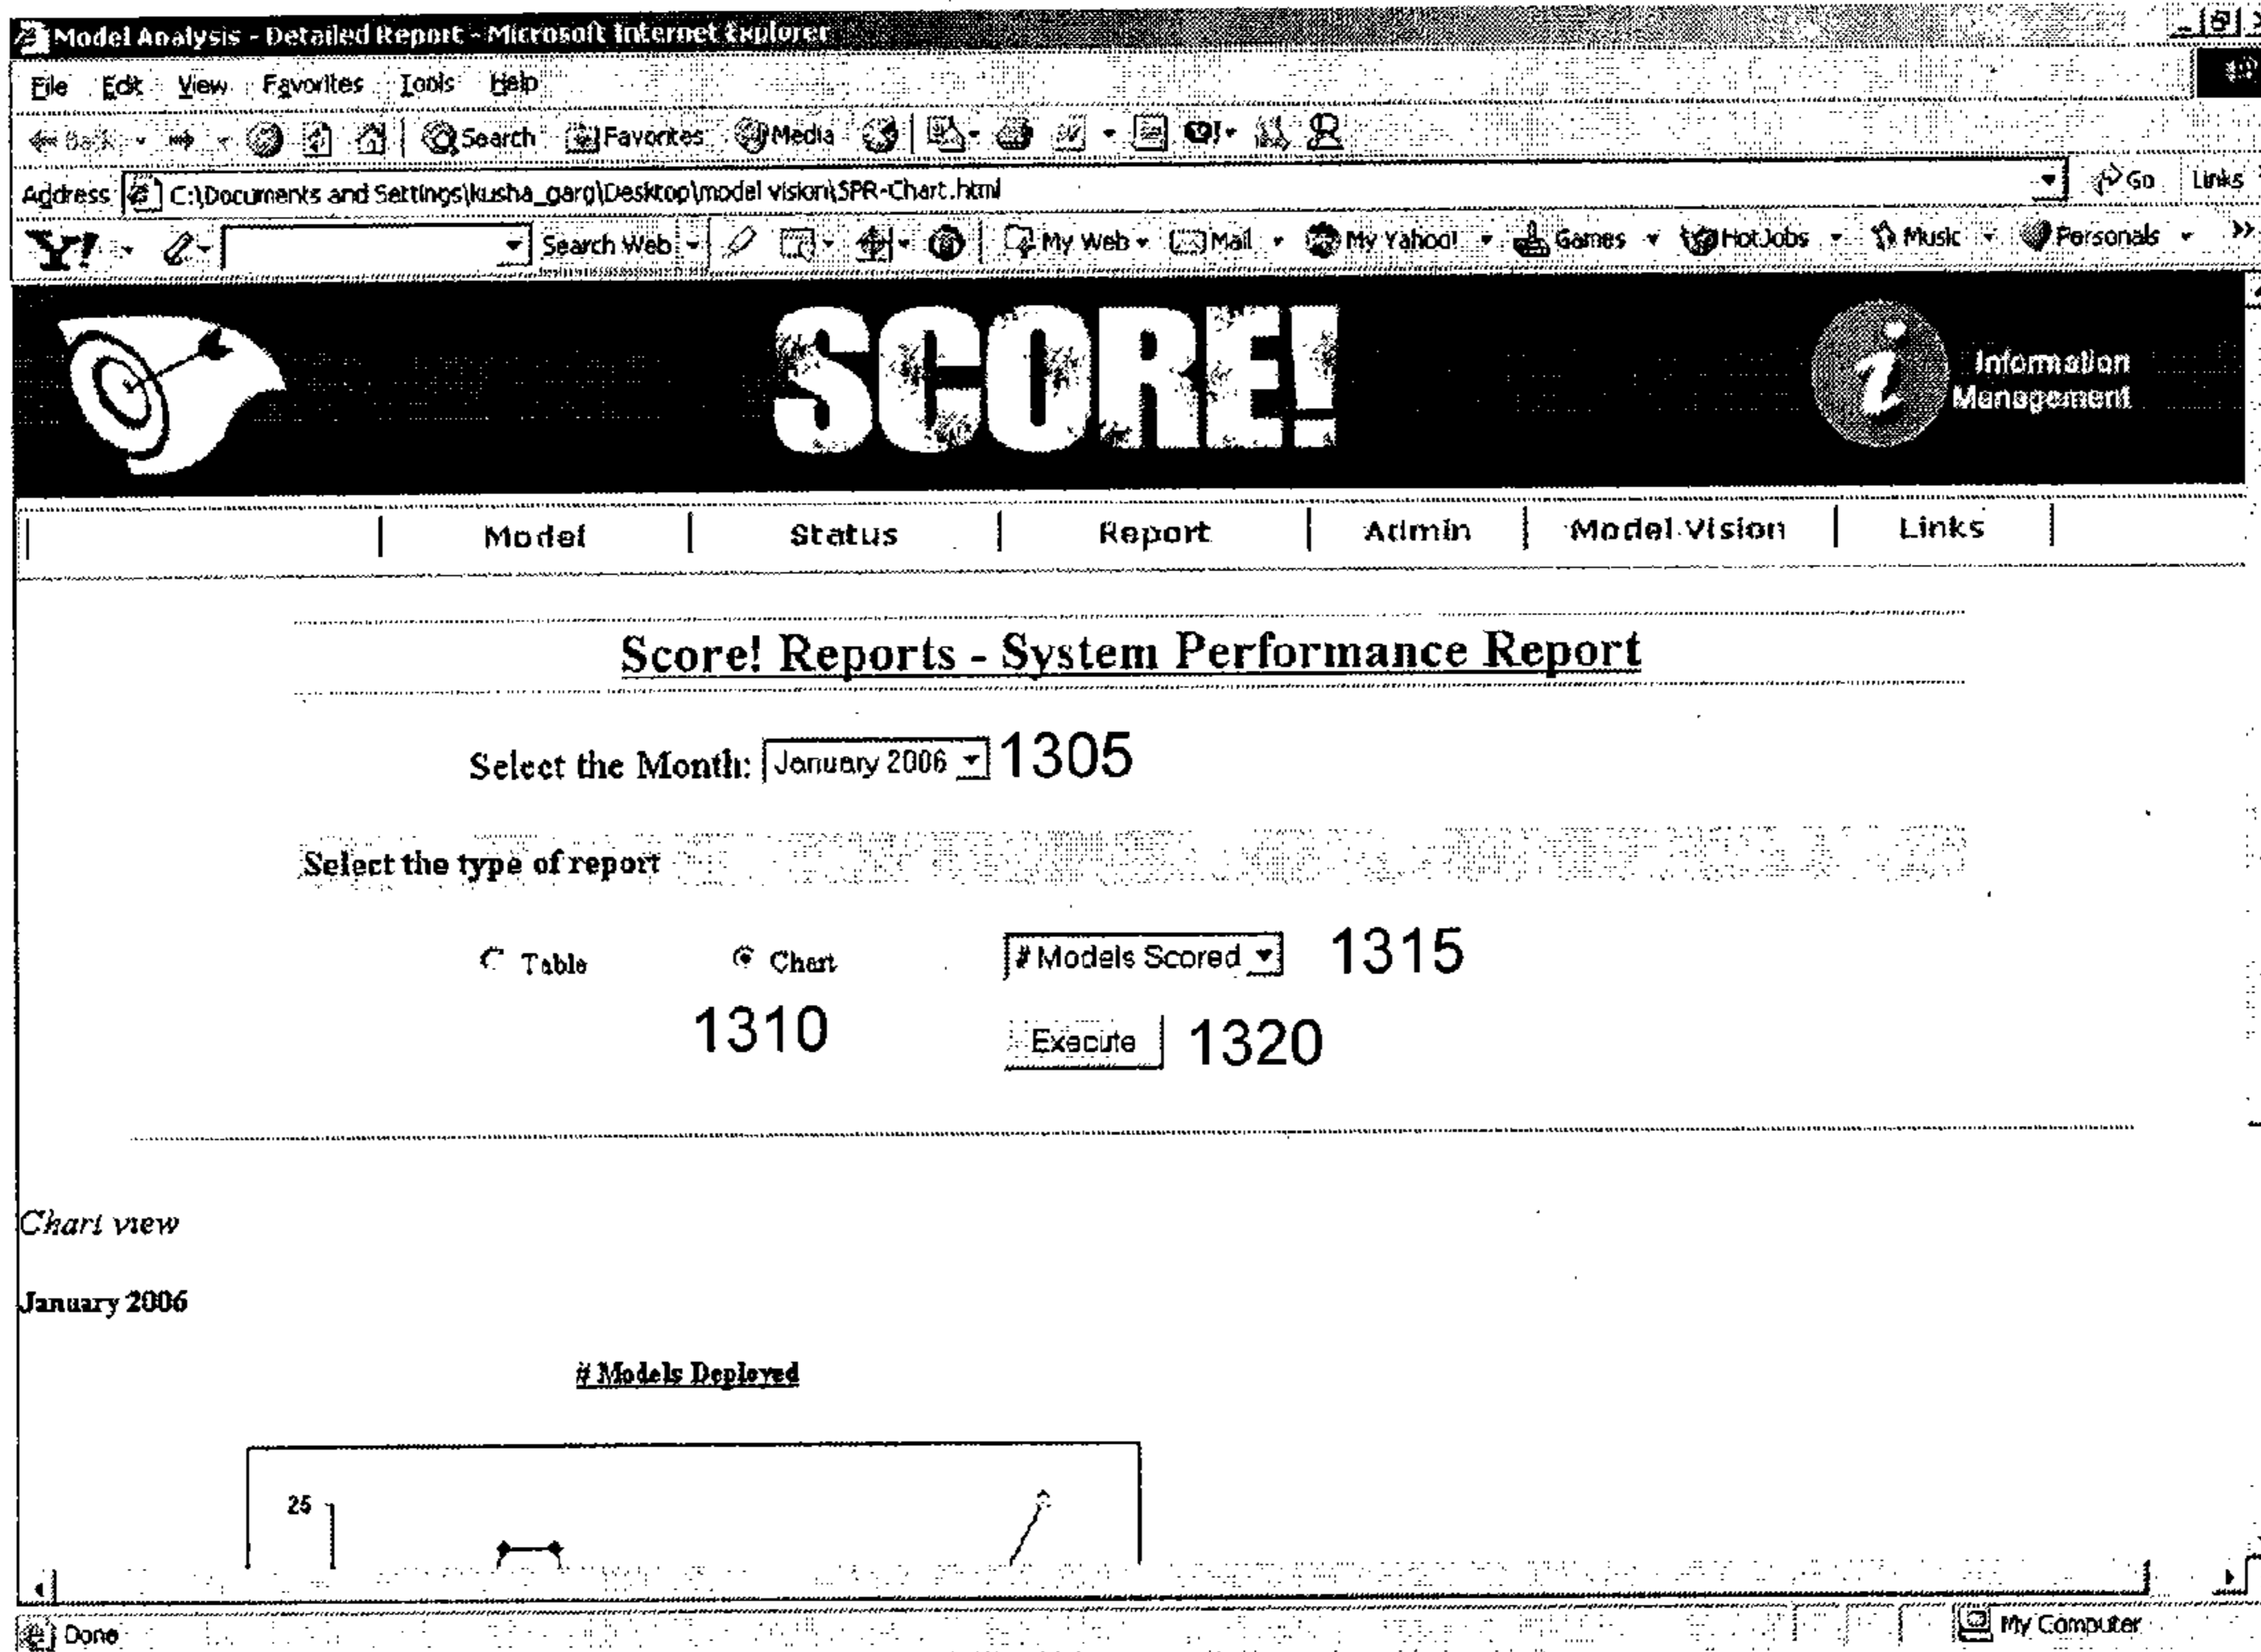 Model Analysis - Detailed Report - Microsoft Internet Explorer
File Edit View Favorites Tools Help
Back Search Favorites Media
Address C:\Documents and Settings\kusha_garg\Desktop\model vision\SPR-Chart.html Go Links
Y! Search Web My Web Mail My Yahoo! Games HotJobs Music Personals »
SCORE!
i Information
Management
Model | Status | Report | Admin | Model Vision | Links
Score! Reports - System Performance Report
Select the Month: January 2006 1305
Select the type of report
Table Chart # Models Scored 1315
1310 Execute 1320
Chart view
January 2006
# Models Deployed
25
Done My Computer